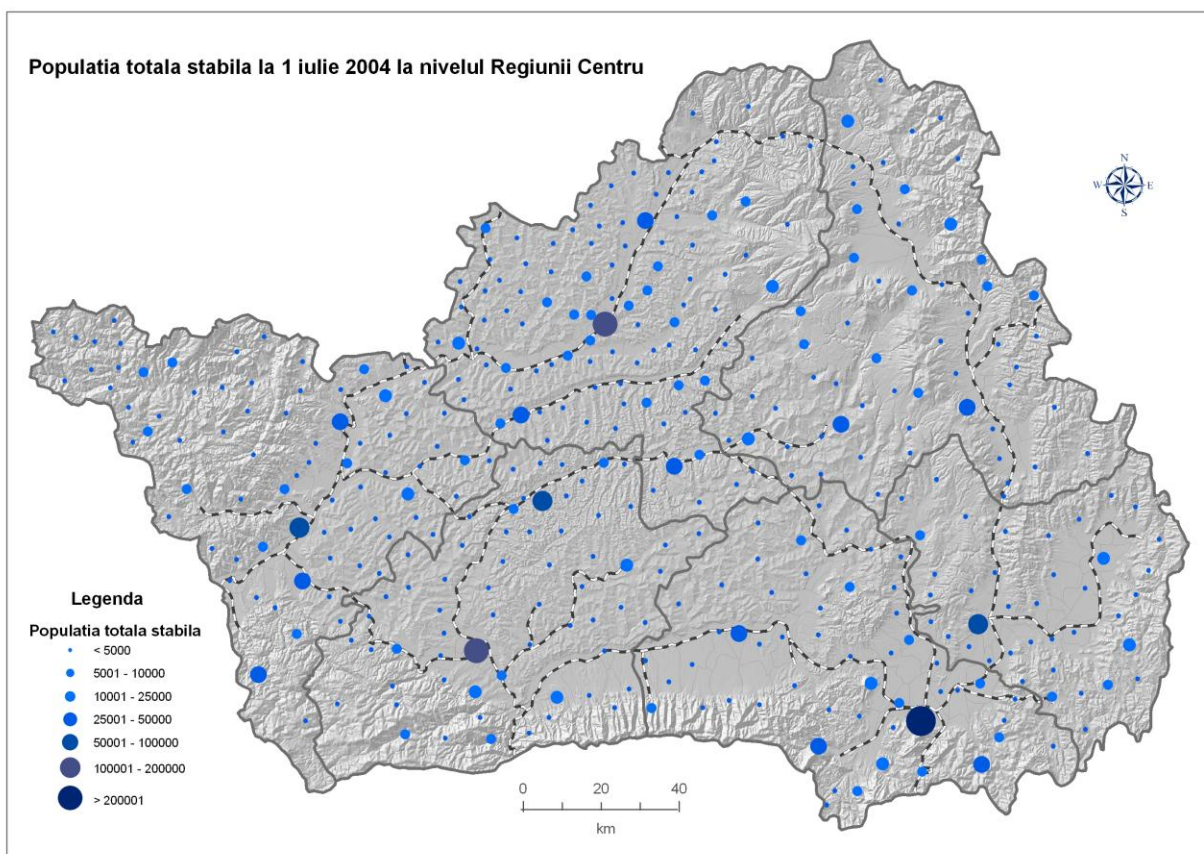 Populatia totala stabila la 1 iulie 2004 la nivelul Regiunii Centru
N
W E
S
Legenda
Populatia totala stabila
< 5000
5001 - 10000
10001 - 25000
25001 - 50000
50001 - 100000
100001 - 200000
> 200001
0 20 40
km